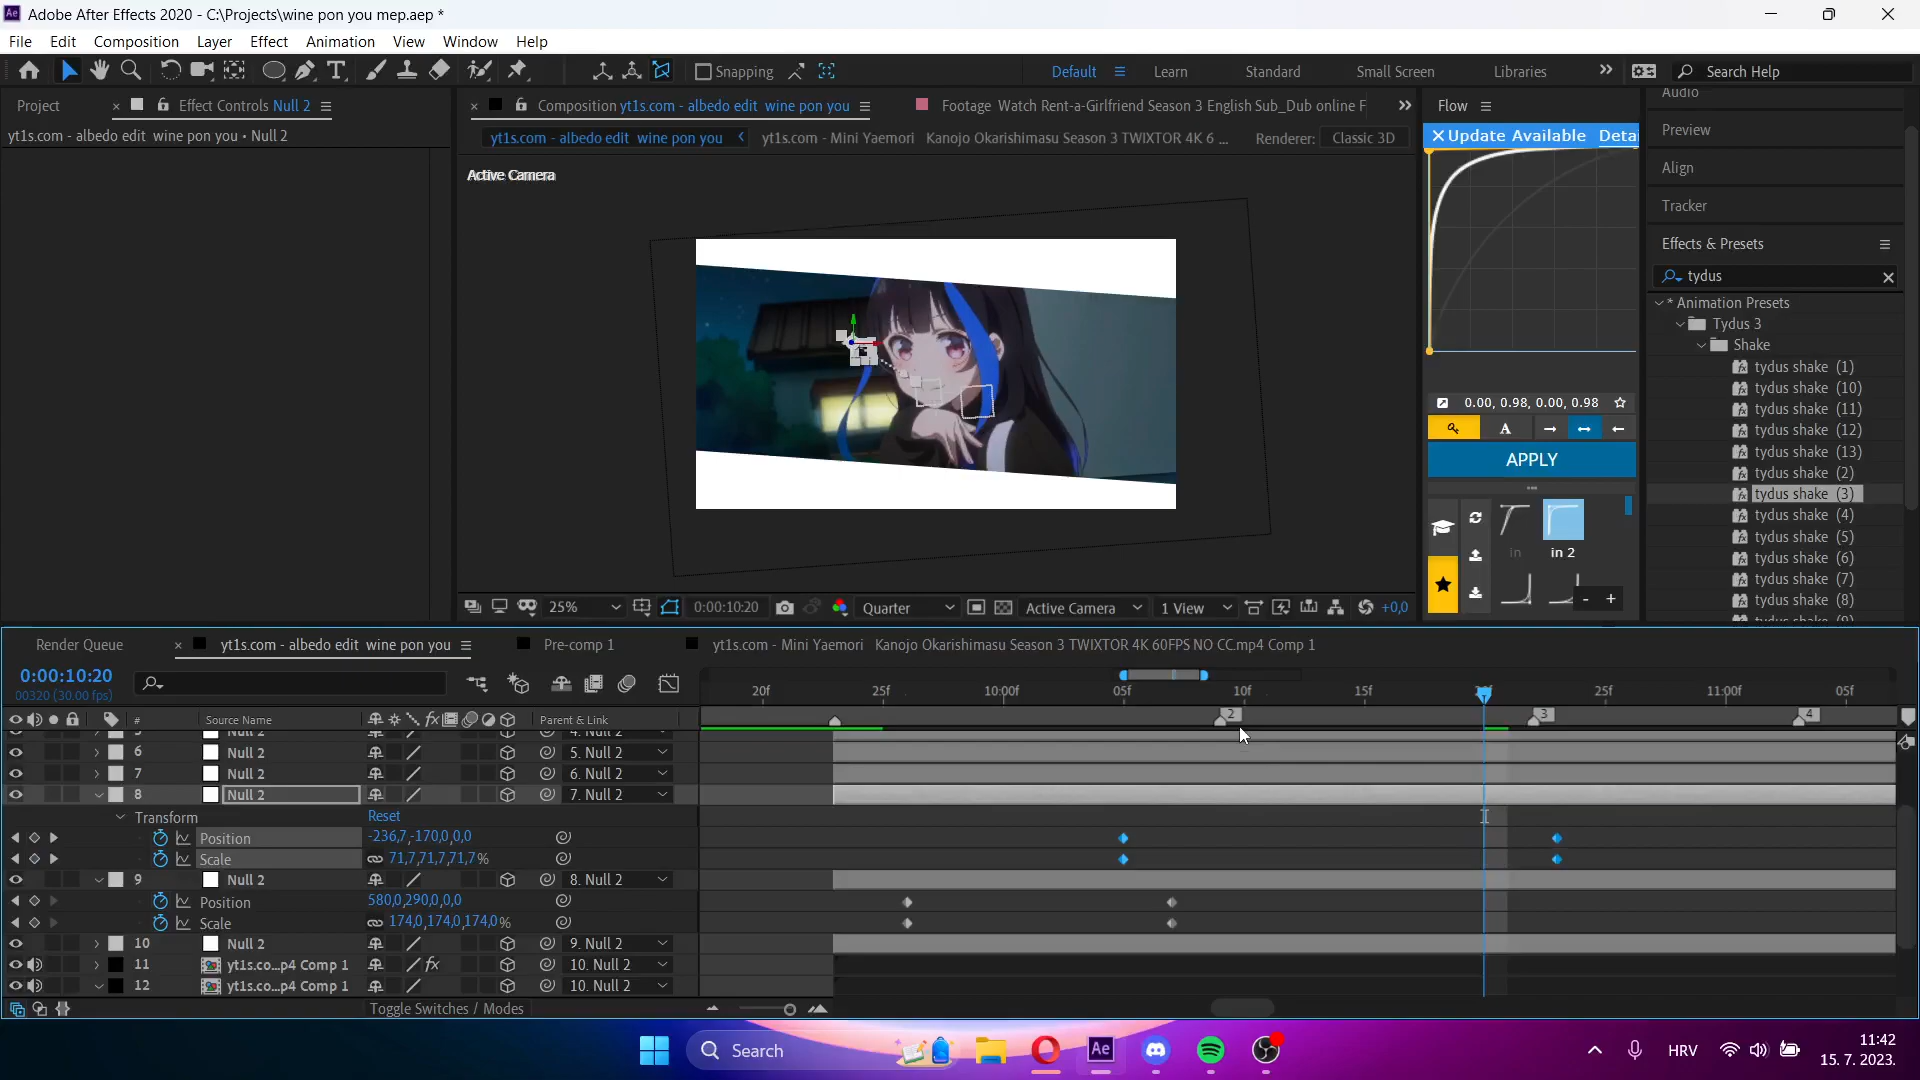 Adobe After Effects 2020 - C:\Projects\wine pon you mep.aep *
File Edit Composition Layer Effect Animation View Window Help
Snapping
Default Learn Standard Small Screen Libraries Search Help
Project Effect Controls Null 2
yt1s.com - albedo edit wine pon you • Null 2
Composition yt1s.com - albedo edit wine pon you
Footage Watch Rent-a-Girlfriend Season 3 English Sub_Dub online F
yt1s.com - albedo edit wine pon you
yt1s.com - Mini Yaemori Kanojo Okarishimasu Season 3 TWIXTOR 4K 6 ...
Renderer: Classic 3D
Active Camera
25% 0:00:10:20 Quarter Active Camera 1 View +0,0
Flow
Update Available Detai
0.00, 0.98, 0.00, 0.98
A
APPLY
in in 2
- +
Audio
Preview
Align
Tracker
Effects & Presets
tydus
* Animation Presets
Tydus 3
Shake
tydus shake (1)
tydus shake (10)
tydus shake (11)
tydus shake (12)
tydus shake (13)
tydus shake (2)
tydus shake (3)
tydus shake (4)
tydus shake (5)
tydus shake (6)
tydus shake (7)
tydus shake (8)
Render Queue
yt1s.com - albedo edit wine pon you
Pre-comp 1
yt1s.com - Mini Yaemori Kanojo Okarishimasu Season 3 TWIXTOR 4K 60FPS NO CC.mp4 Comp 1
0:00:10:20
00320 (30.00 fps)
20f 25f 10:00f 05f 10f 15f 25f 11:00f 05f
2 3 4
# Source Name fx Parent & Link
6 Null 2 5. Null 2
7 Null 2 6. Null 2
8 Null 2 7. Null 2
Transform Reset
Position -236,7,-170,0,0,0
Scale 71,7,71,7,71,7%
9 Null 2 8. Null 2
Position 580,0,290,0,0,0
Scale 174,0,174,0,174,0%
10 Null 2 9. Null 2
11 yt1s.co...p4 Comp 1 fx 10. Null 2
12 yt1s.co...p4 Comp 1 10. Null 2
Toggle Switches / Modes
Search
Ae
HRV
11:42
15. 7. 2023.